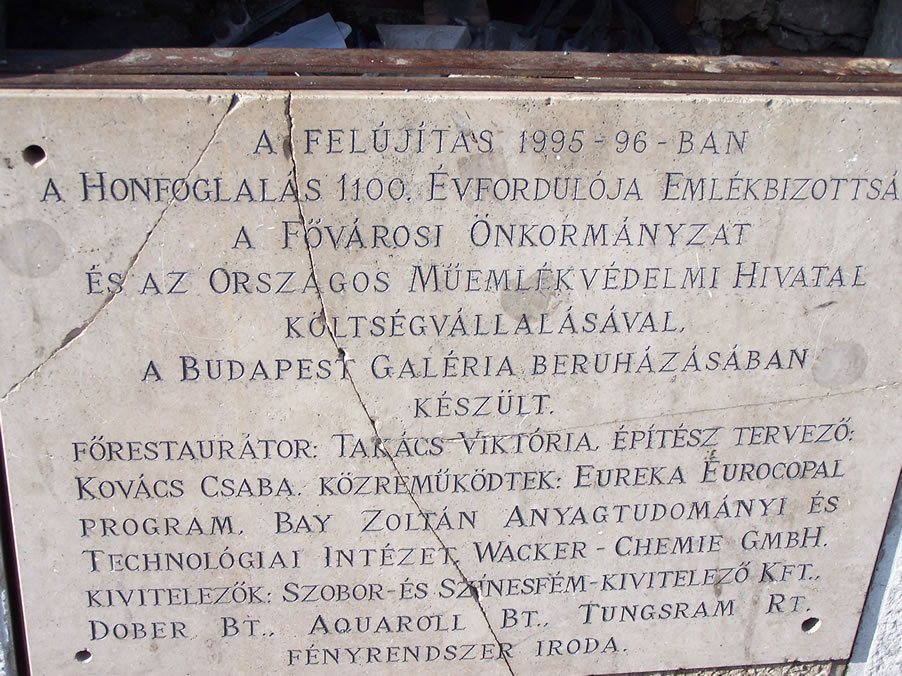 A FELÚJÍTÁS 1995-96-BAN
A HONFOGLALÁS 1100. ÉVFORDULÓJA EMLÉKBIZOTTSÁ
A FŐVÁROSI ÖNKORMÁNYZAT
ÉS AZ ORSZÁGOS MŰEMLÉKVÉDELMI HIVATAL
KÖLTSÉGVÁLLALÁSÁVAL,
A BUDAPEST GALÉRIA BERUHÁZÁSÁBAN
KÉSZÜLT.
FŐRESTAURÁTOR: TAKÁCS VIKTÓRIA, ÉPÍTÉSZ TERVEZŐ:
KOVÁCS CSABA. KÖZREMŰKÖDTEK: EUREKA EUROCOPAL
PROGRAM, BAY ZOLTÁN ANYAGTUDOMÁNYI ÉS
TECHNOLÓGIAI INTÉZET, WACKER-CHEMIE GMBH.
KIVITELEZŐK: SZOBOR-ÉS SZÍNESFÉM-KIVITELEZŐ KFT.,
DOBER BT., AQUAROLL BT., TUNGSRAM RT.
FÉNYRENDSZER IRODA.